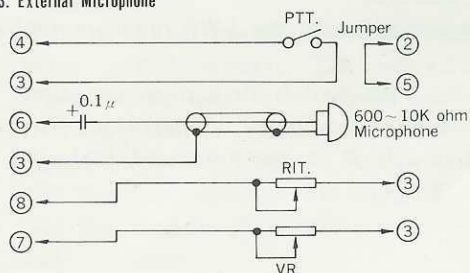 3. External Microphone
PTT.
Jumper
④
②
③
⑤
+ 0.1μ
⑥
600~10K ohm
Microphone
③
RIT.
⑧
③
⑦
③
VR